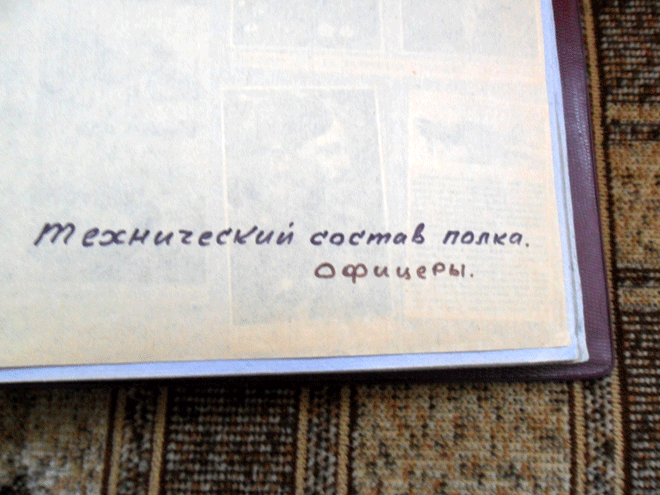 Технический состав полка.
Офицеры.